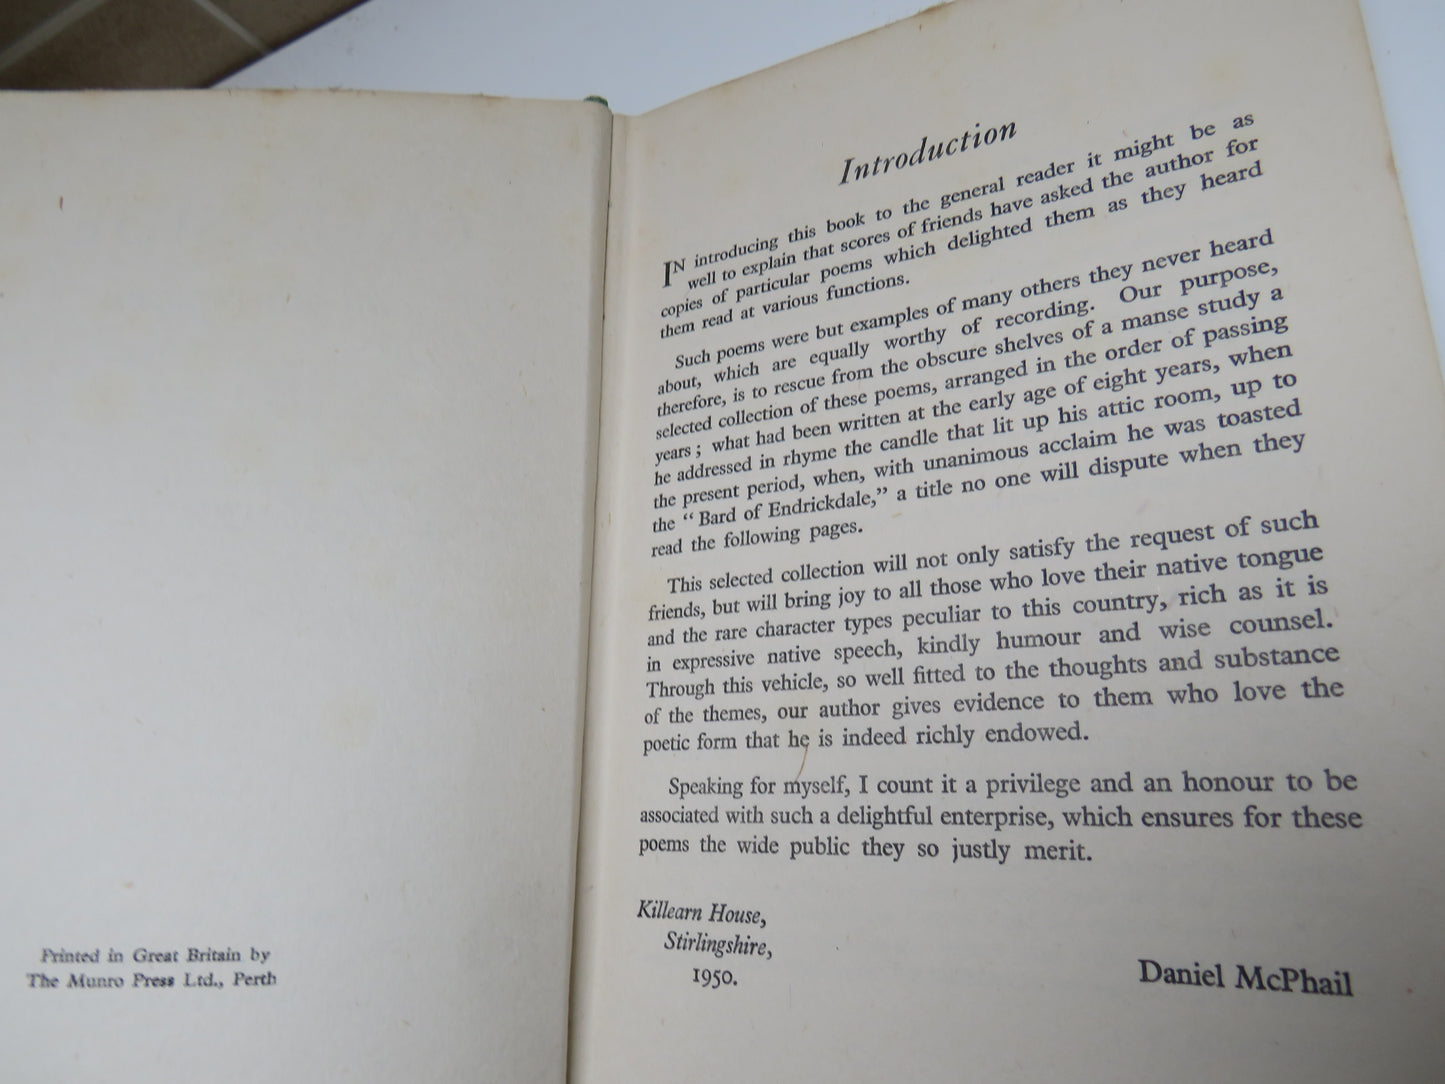 Printed in Great Britain by
The Munro Press Ltd., Perth
Introduction
IN introducing this book to the general reader it might be as
well to explain that scores of friends have asked the author for
copies of particular poems which delighted them as they heard
them read at various functions.
Such poems were but examples of many others they never heard
about, which are equally worthy of recording. Our purpose,
therefore, is to rescue from the obscure shelves of a manse study a
selected collection of these poems, arranged in the order of passing
years; what had been written at the early age of eight years, when
he addressed in rhyme the candle that lit up his attic room, up to
the present period, when, with unanimous acclaim he was toasted
the “Bard of Endrickdale,” a title no one will dispute when they
read the following pages.
This selected collection will not only satisfy the request of such
friends, but will bring joy to all those who love their native tongue
and the rare character types peculiar to this country, rich as it is
in expressive native speech, kindly humour and wise counsel.
Through this vehicle, so well fitted to the thoughts and substance
of the themes, our author gives evidence to them who love the
poetic form that he is indeed richly endowed.
Speaking for myself, I count it a privilege and an honour to be
associated with such a delightful enterprise, which ensures for these
poems the wide public they so justly merit.
Killearn House,
Stirlingshire,
1950.
Daniel McPhail